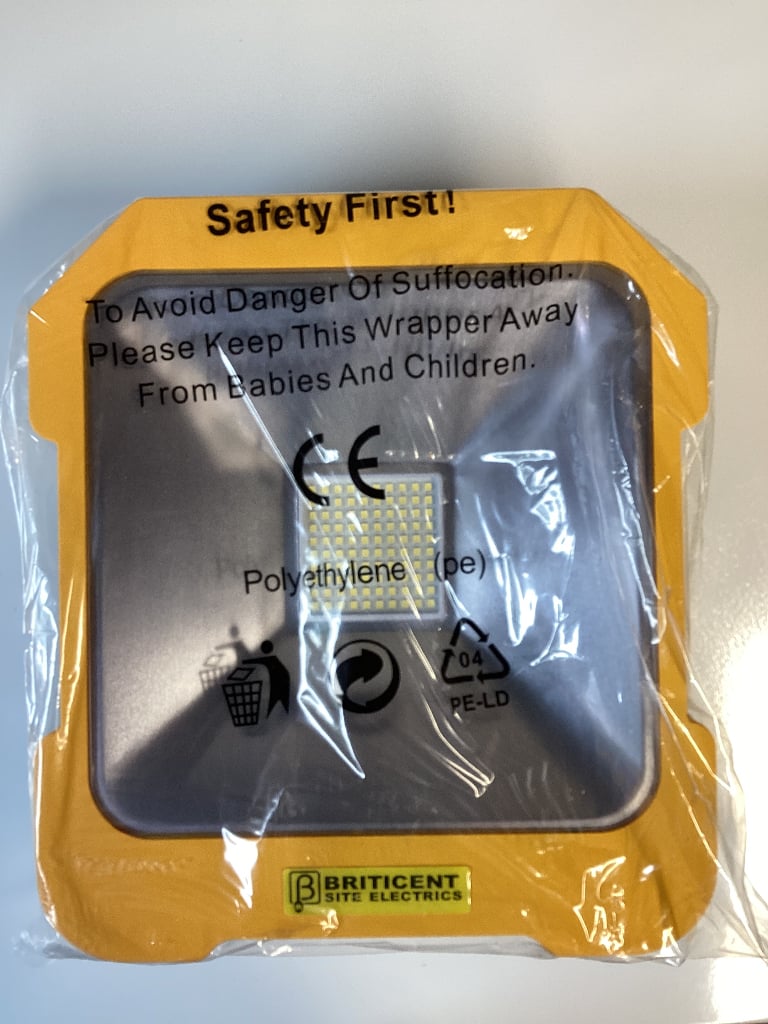 Safety First!
To Avoid Danger Of Suffocation.
Please Keep This Wrapper Away
From Babies And Children.
CE
Polyethylene (pe)
04
PE-LD
BRITICENT
SITE ELECTRICS